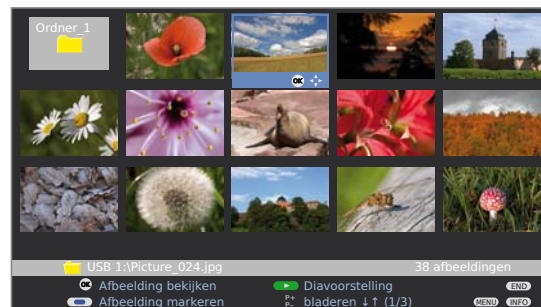 Ordner_1
OK
USB 1:\Picture_024.jpg 38 afbeeldingen
OK Afbeelding bekijken Diavoorstelling END
Afbeelding markeren P+ P- bladeren ↓↑ (1/3) MENU INFO